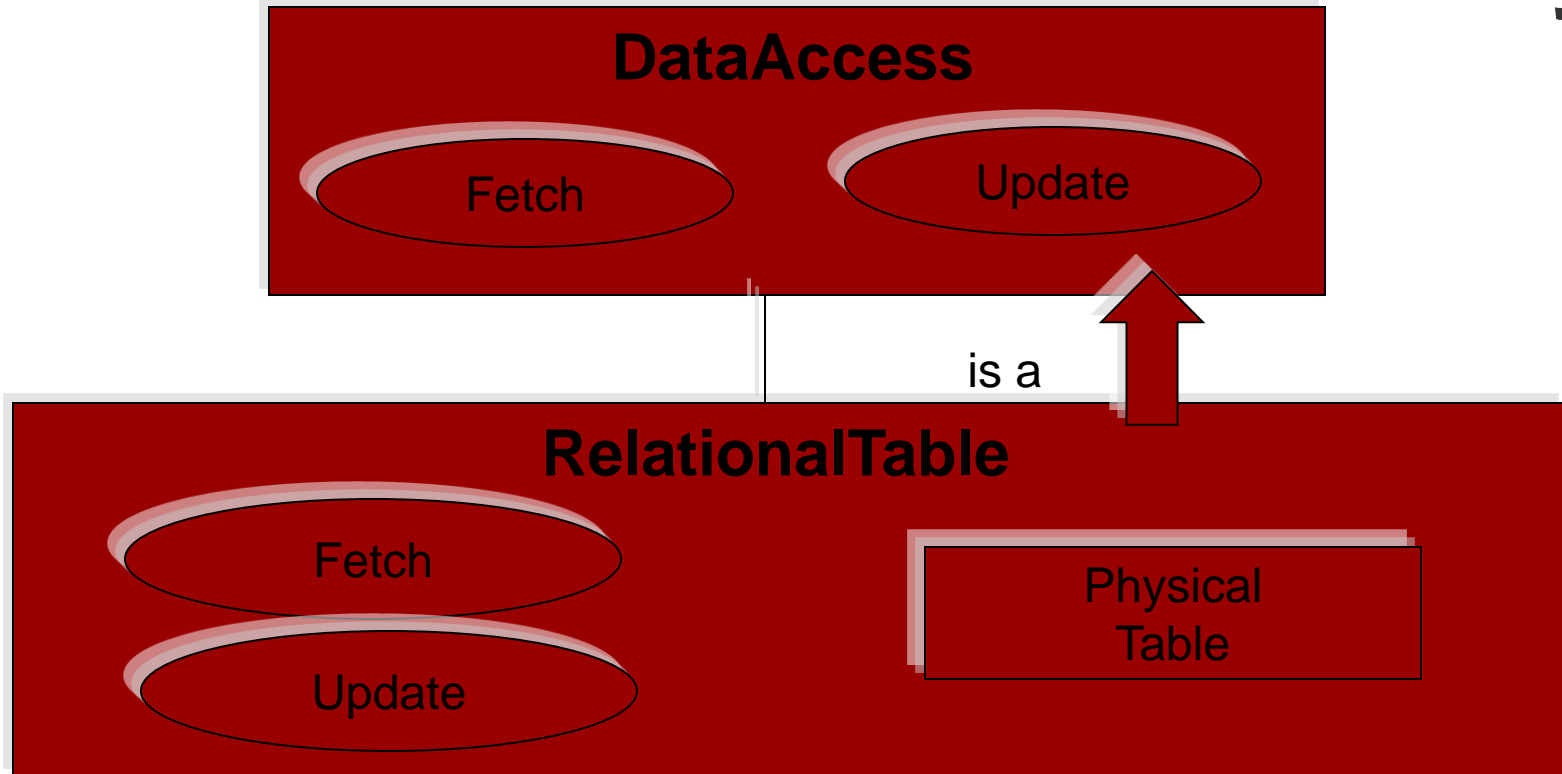 DataAccess
Fetch
Update
is a
RelationalTable
Fetch
Physical
Table
Update